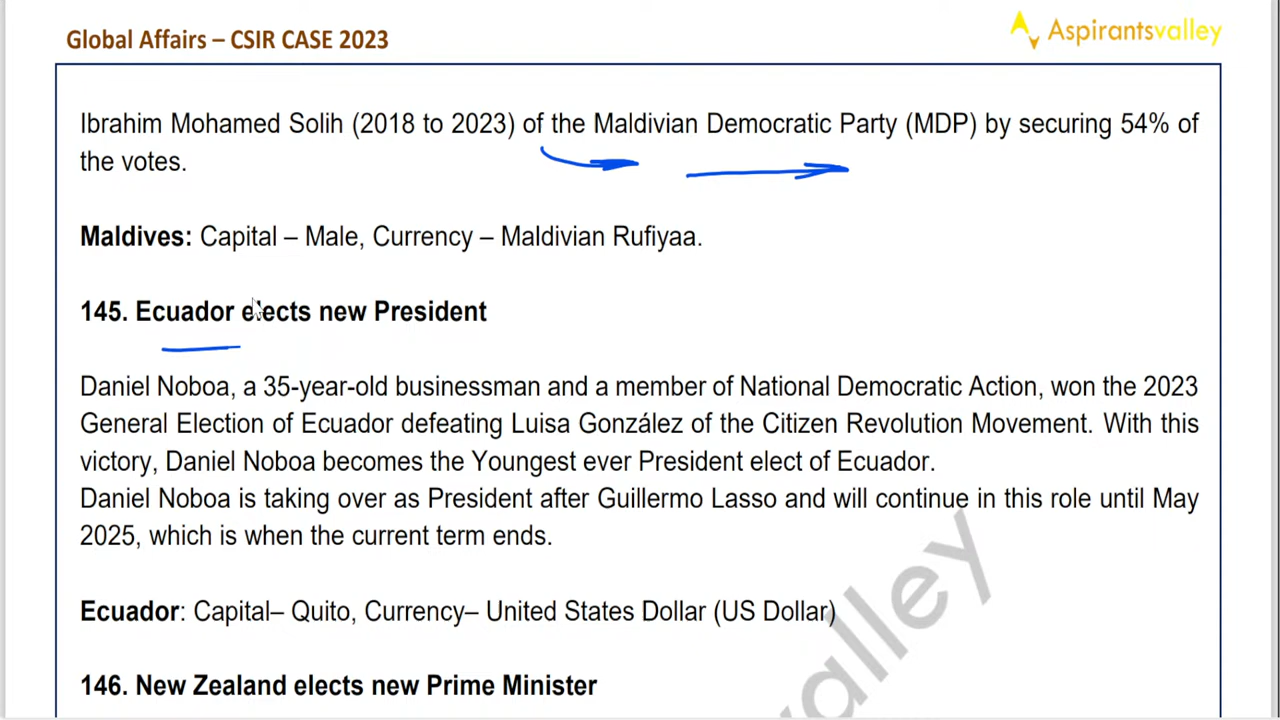 Global Affairs – CSIR CASE 2023
Aspirantsvalley
Ibrahim Mohamed Solih (2018 to 2023) of the Maldivian Democratic Party (MDP) by securing 54% of
the votes.
Maldives: Capital – Male, Currency – Maldivian Rufiyaa.
145. Ecuador elects new President
Daniel Noboa, a 35-year-old businessman and a member of National Democratic Action, won the 2023
General Election of Ecuador defeating Luisa González of the Citizen Revolution Movement. With this
victory, Daniel Noboa becomes the Youngest ever President elect of Ecuador.
Daniel Noboa is taking over as President after Guillermo Lasso and will continue in this role until May
2025, which is when the current term ends.
Ecuador: Capital– Quito, Currency– United States Dollar (US Dollar)
valley
146. New Zealand elects new Prime Minister